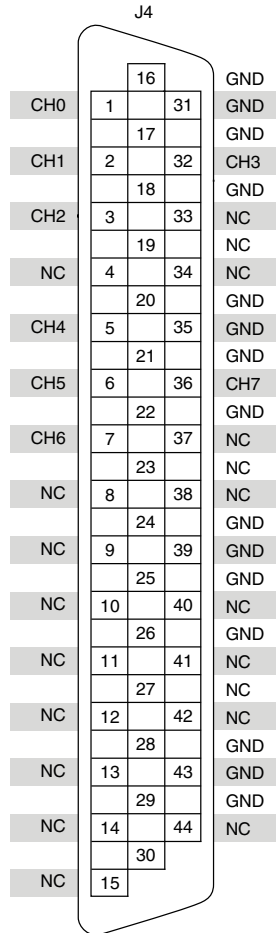 J4
16 GND
CH0 1 31 GND
17 GND
CH1 2 32 CH3
18 GND
CH2 3 33 NC
19 NC
NC 4 34 NC
20 GND
CH4 5 35 GND
21 GND
CH5 6 36 CH7
22 GND
CH6 7 37 NC
23 NC
NC 8 38 NC
24 GND
NC 9 39 GND
25 GND
NC 10 40 NC
26 GND
NC 11 41 NC
27 NC
NC 12 42 NC
28 GND
NC 13 43 GND
29 GND
NC 14 44 NC
30
NC 15